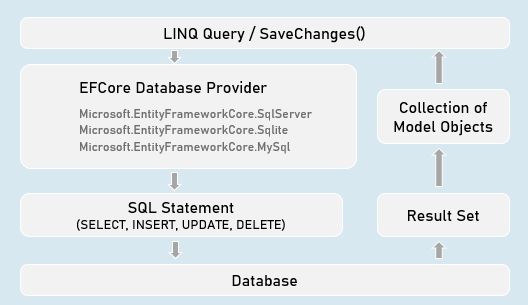 LINQ Query / SaveChanges()
EFCore Database Provider
Microsoft.EntityFrameworkCore.SqlServer
Microsoft.EntityFrameworkCore.Sqlite
Microsoft.EntityFrameworkCore.MySql
Collection of
Model Objects
SQL Statement
(SELECT, INSERT, UPDATE, DELETE)
Result Set
Database